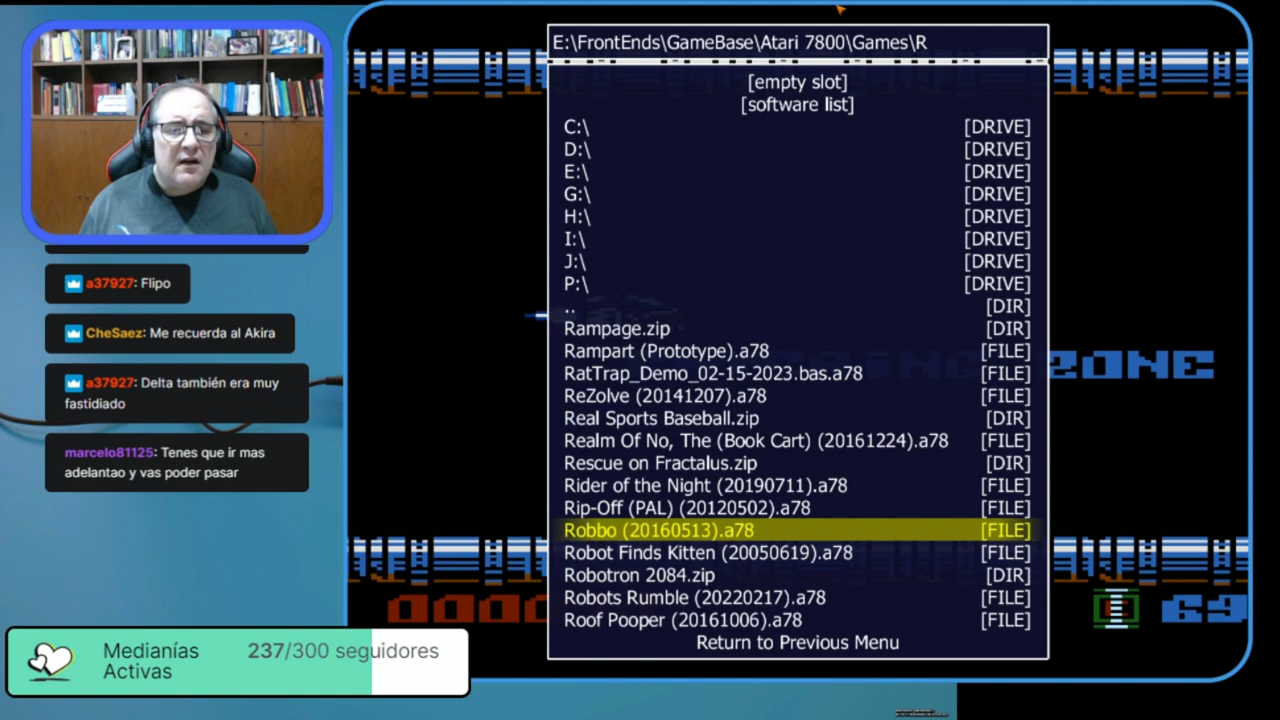 E:\FrontEnds\GameBase\Atari 7800\Games\R
[empty slot]
[software list]
C:\ [DRIVE]
D:\ [DRIVE]
E:\ [DRIVE]
G:\ [DRIVE]
H:\ [DRIVE]
I:\ [DRIVE]
J:\ [DRIVE]
P:\ [DRIVE]
.. [DIR]
Rampage.zip [DIR]
Rampart (Prototype).a78 [FILE]
RatTrap_Demo_02-15-2023.bas.a78 [FILE]
ReZolve (20141207).a78 [FILE]
Real Sports Baseball.zip [DIR]
Realm Of No, The (Book Cart) (20161224).a78 [FILE]
Rescue on Fractalus.zip [DIR]
Rider of the Night (20190711).a78 [FILE]
Rip-Off (PAL) (20120502).a78 [FILE]
Robbo (20160513).a78 [FILE]
Robot Finds Kitten (20050619).a78 [FILE]
Robotron 2084.zip [DIR]
Robots Rumble (20220217).a78 [FILE]
Roof Pooper (20161006).a78 [FILE]
Return to Previous Menu
ZONE
69
a37927: Flipo
CheSaez: Me recuerda al Akira
a37927: Delta también era muy
fastidiado
marcelo81125: Tenes que ir mas
adelantao y vas poder pasar
Medianías
Activas
237/300 seguidores